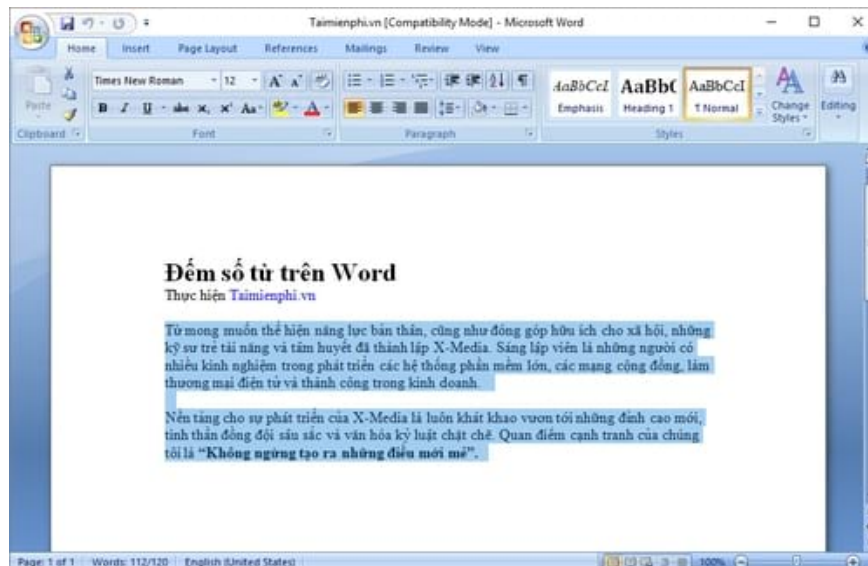 Taimienphi.vn [Compatibility Mode] - Microsoft Word
Home Insert Page Layout References Mailings Review View
Times New Roman 12
Paste
B I U abc x₂ x² Aa A
AaBbCcI AaBb( AaBbCcI
Emphasis Heading 1 ¶ Normal
Change Styles
Editing
Clipboard Font Paragraph Styles
Đếm số từ trên Word
Thực hiện Taimienphi.vn
Từ mong muốn thể hiện năng lực bản thân, cũng như đóng góp hữu ích cho xã hội, những
kỹ sư trẻ tài năng và tâm huyết đã thành lập X-Media. Sáng lập viên là những người có
nhiều kinh nghiệm trong phát triển các hệ thống phần mềm lớn, các mạng cộng đồng, làm
thương mại điện tử và thành công trong kinh doanh.
Nền tảng cho sự phát triển của X-Media là luôn khát khao vươn tới những đỉnh cao mới,
tinh thần đồng đội sâu sắc và văn hóa kỷ luật chặt chẽ. Quan điểm cạnh tranh của chúng
tôi là “Không ngừng tạo ra những điều mới mẻ”.
Page: 1 of 1 Words: 112/120 English (United States) 100%